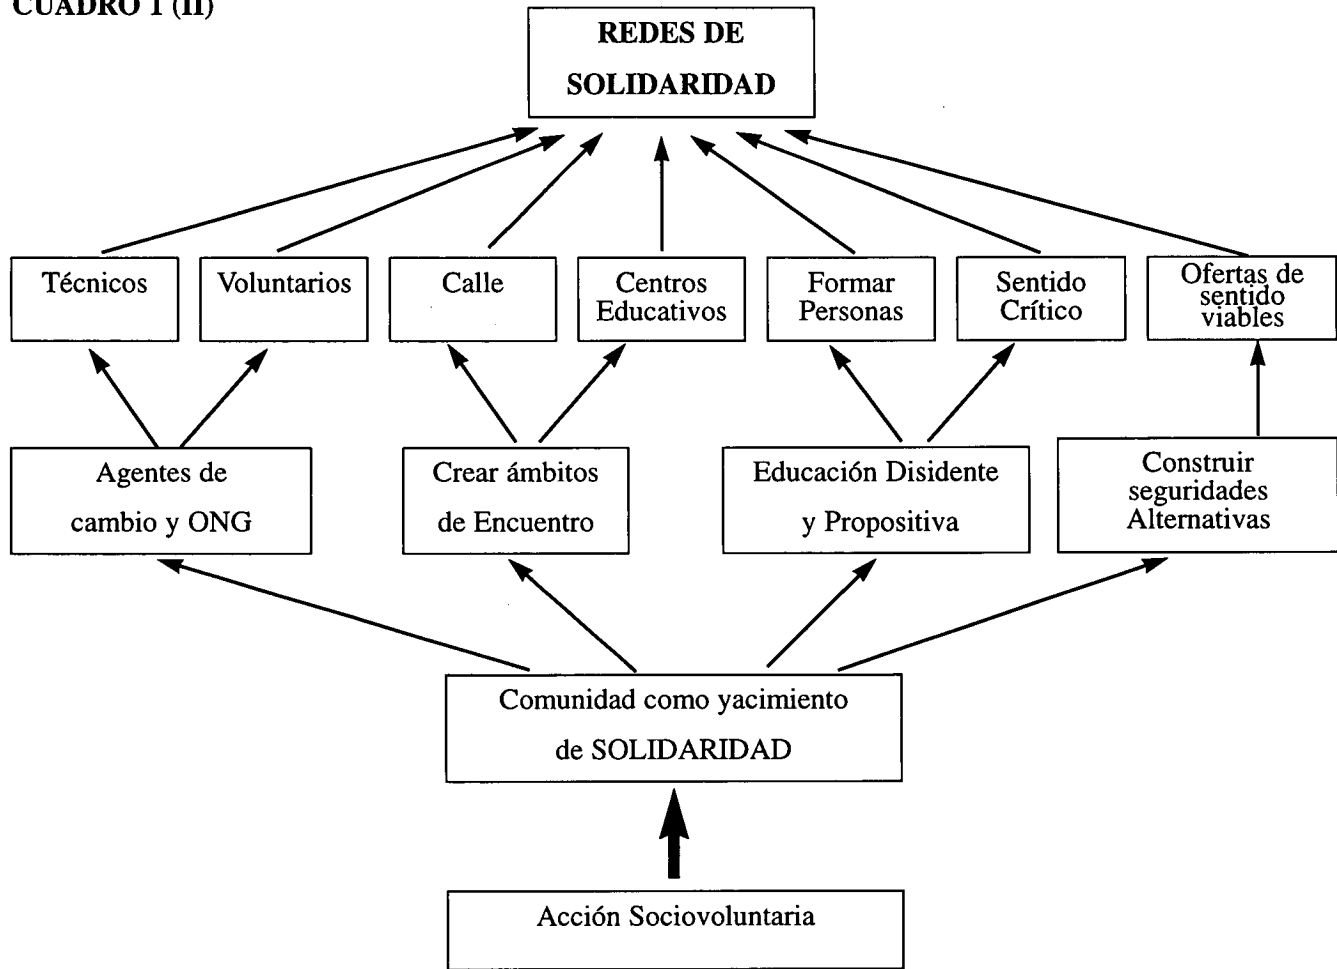 CUADRO 1 (II)
REDES DE
SOLIDARIDAD
Técnicos
Voluntarios
Calle
Centros
Educativos
Formar
Personas
Sentido
Crítico
Ofertas de
sentido
viables
Agentes de
cambio y ONG
Crear ámbitos
de Encuentro
Educación Disidente
y Propositiva
Construir
seguridades
Alternativas
Comunidad como yacimiento
de SOLIDARIDAD
Acción Sociovoluntaria